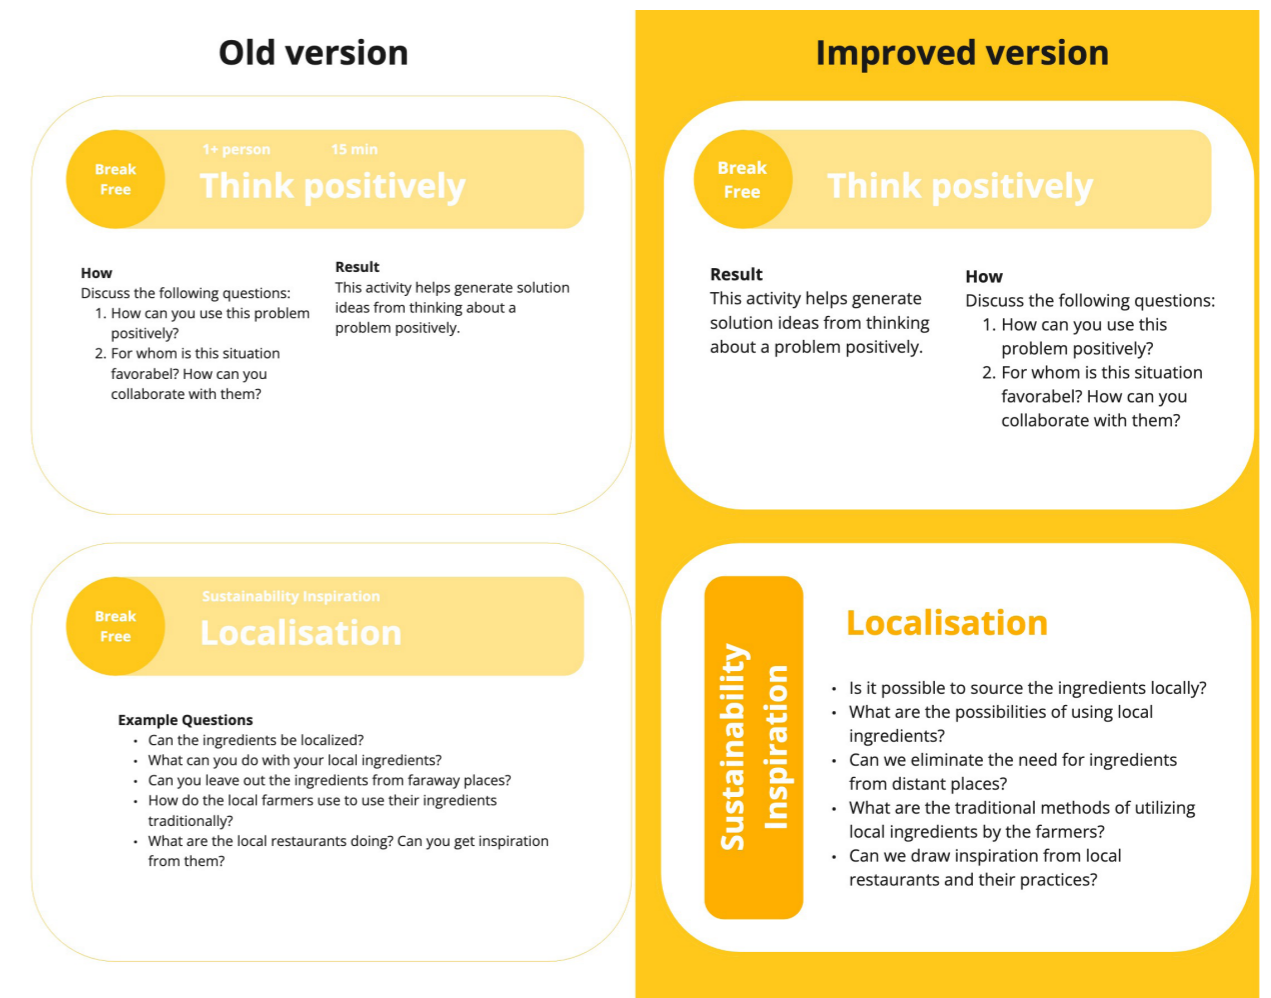 Old version
Break
Free
1+ person 15 min
Think positively
How
Discuss the following questions:
1. How can you use this problem
positively?
2. For whom is this situation
favorabel? How can you
collaborate with them?
Result
This activity helps generate solution
ideas from thinking about a
problem positively.
Break
Free
Sustainability Inspiration
Localisation
Example Questions
• Can the ingredients be localized?
• What can you do with your local ingredients?
• Can you leave out the ingredients from faraway places?
• How do the local farmers use to use their ingredients
traditionally?
• What are the local restaurants doing? Can you get inspiration
from them?
Improved version
Break
Free
Think positively
Result
This activity helps generate
solution ideas from thinking
about a problem positively.
How
Discuss the following questions:
1. How can you use this
problem positively?
2. For whom is this situation
favorabel? How can you
collaborate with them?
Sustainability
Inspiration
Localisation
• Is it possible to source the ingredients locally?
• What are the possibilities of using local
ingredients?
• Can we eliminate the need for ingredients
from distant places?
• What are the traditional methods of utilizing
local ingredients by the farmers?
• Can we draw inspiration from local
restaurants and their practices?